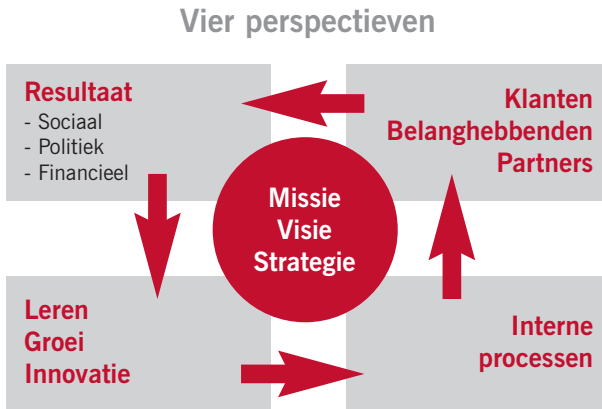 Vier perspectieven
Resultaat
- Sociaal
- Politiek
- Financieel
Klanten
Belanghebbenden
Partners
Missie
Visie
Strategie
Leren
Groei
Innovatie
Interne
processen